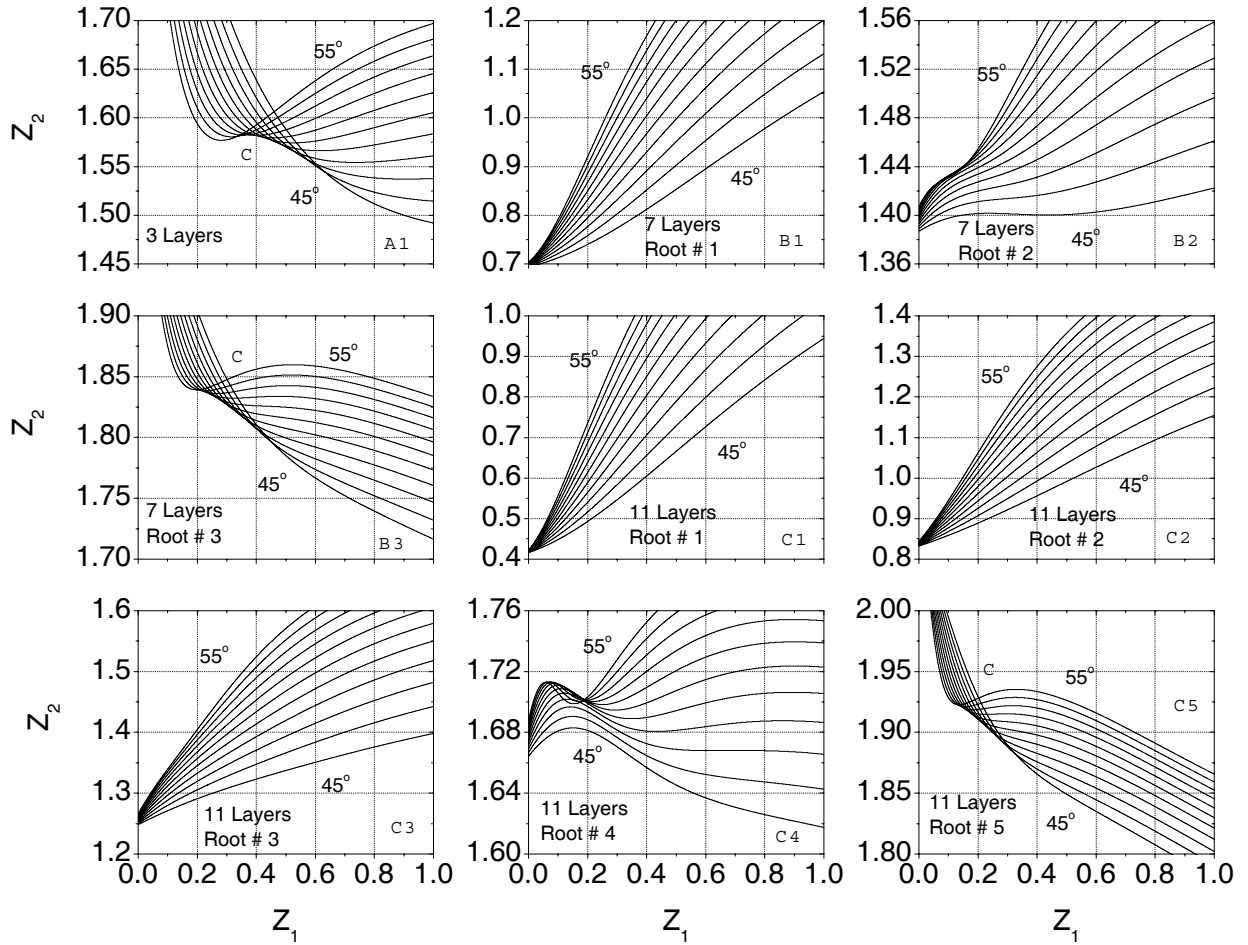 1.70
1.65
1.60
1.55
1.50
1.45
Z2
55°
C
45°
3 Layers
A1
1.2
1.1
1.0
0.9
0.8
0.7
55°
45°
7 Layers
Root # 1
B1
1.56
1.52
1.48
1.44
1.40
1.36
55°
45°
7 Layers
Root # 2
B2
1.90
1.85
1.80
1.75
1.70
Z2
C
55°
45°
7 Layers
Root # 3
B3
1.0
0.9
0.8
0.7
0.6
0.5
0.4
55°
45°
11 Layers
Root # 1
C1
1.4
1.3
1.2
1.1
1.0
0.9
0.8
55°
45°
11 Layers
Root # 2
C2
1.6
1.5
1.4
1.3
1.2
Z2
55°
45°
11 Layers
Root # 3
C3
0.0 0.2 0.4 0.6 0.8 1.0
Z1
1.76
1.72
1.68
1.64
1.60
55°
45°
11 Layers
Root # 4
C4
0.0 0.2 0.4 0.6 0.8 1.0
Z1
2.00
1.95
1.90
1.85
1.80
C
55°
C5
45°
11 Layers
Root # 5
0.0 0.2 0.4 0.6 0.8 1.0
Z1